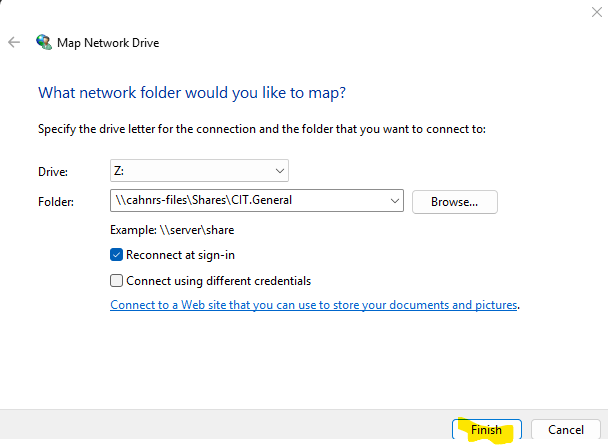 Map Network Drive
What network folder would you like to map?
Specify the drive letter for the connection and the folder that you want to connect to:
Drive: Z:
Folder: \\cahnrs-files\Shares\CIT.General Browse...
Example: \\server\share
Reconnect at sign-in
Connect using different credentials
Connect to a Web site that you can use to store your documents and pictures.
Finish Cancel